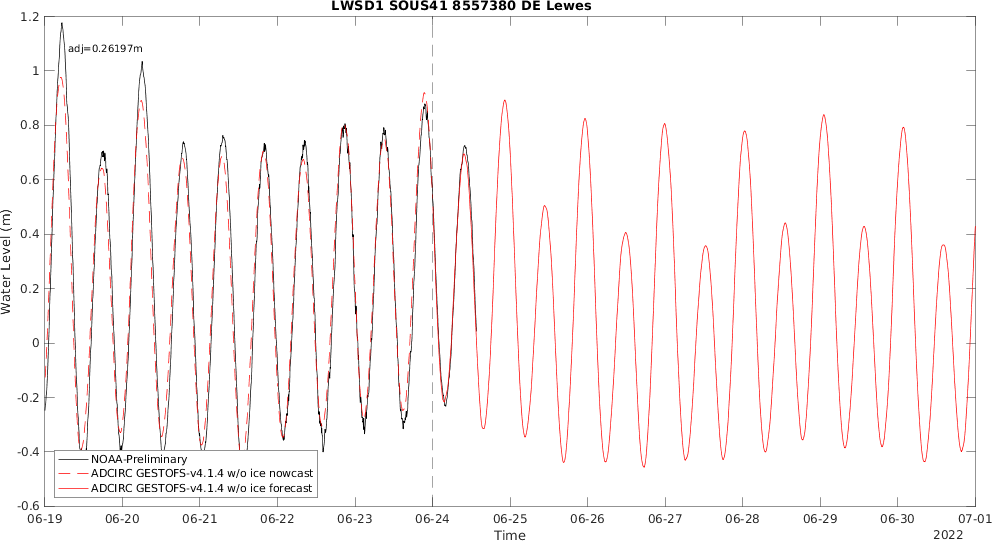 LWSD1 SOUS41 8557380 DE Lewes
1.2
adj=0.26197m
1
0.8
0.6
0.4
0.2
0
-0.2
-0.4
-0.6
Water Level (m)
NOAA-Preliminary
ADCIRC GESTOFS-v4.1.4 w/o ice nowcast
ADCIRC GESTOFS-v4.1.4 w/o ice forecast
06-19 06-20 06-21 06-22 06-23 06-24 06-25 06-26 06-27 06-28 06-29 06-30 07-01
Time
2022